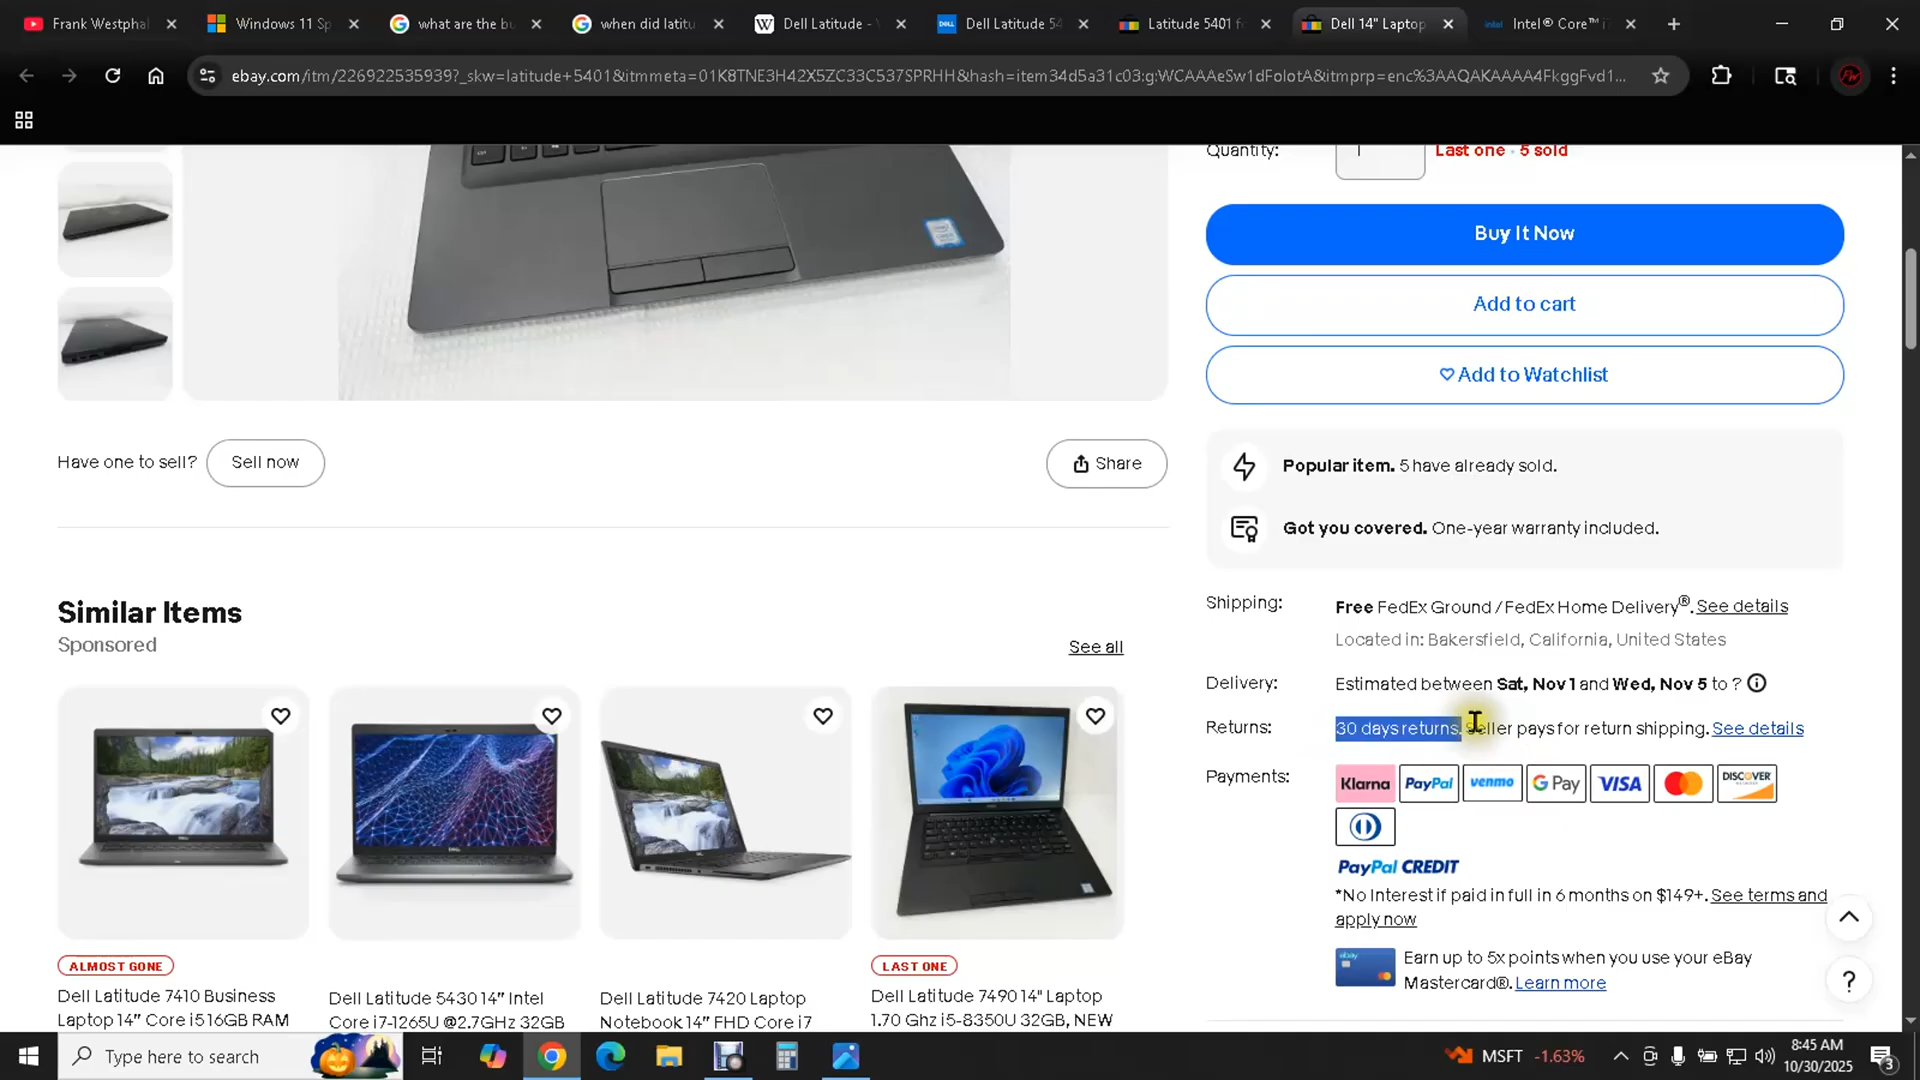 Frank Westphal
Windows 11 Sp
what are the bu
when did latitu
Dell Latitude -
Dell Latitude 54
Latitude 5401 f
Dell 14" Laptop
intel
Intel® Core™ i
ebay.com/itm/226922535939?_skw=latitude+5401&itmmeta=01K8TNE3H42X5ZC33C537SPRHH&hash=item34d5a31c03:g:WCAAAeSw1dFoIotA&itmprp=enc%3AAQAKAAAA4FkggFvd1...
Quantity:
1
Last one · 5 sold
Buy It Now
Add to cart
Add to Watchlist
Have one to sell?
Sell now
Share
Popular item. 5 have already sold.
Got you covered. One-year warranty included.
Shipping:
Free FedEx Ground / FedEx Home Delivery®. See details
Located in: Bakersfield, California, United States
Delivery:
Estimated between Sat, Nov 1 and Wed, Nov 5 to ?
Returns:
30 days returns. Seller pays for return shipping. See details
Payments:
Klarna
PayPal
venmo
G Pay
VISA
DISCOVER
PayPal CREDIT
*No Interest if paid in full in 6 months on $149+. See terms and
apply now
ebay
Earn up to 5x points when you use your eBay
Mastercard®. Learn more
Similar Items
Sponsored
See all
ALMOST GONE
Dell Latitude 7410 Business
Laptop 14" Core i5 16GB RAM
Dell Latitude 5430 14" Intel
Core i7-1265U @2.7GHz 32GB
Dell Latitude 7420 Laptop
Notebook 14" FHD Core i7
LAST ONE
Dell Latitude 7490 14" Laptop
1.70 Ghz i5-8350U 32GB, NEW
?
Type here to search
MSFT -1.63%
8:45 AM
10/30/2025
3